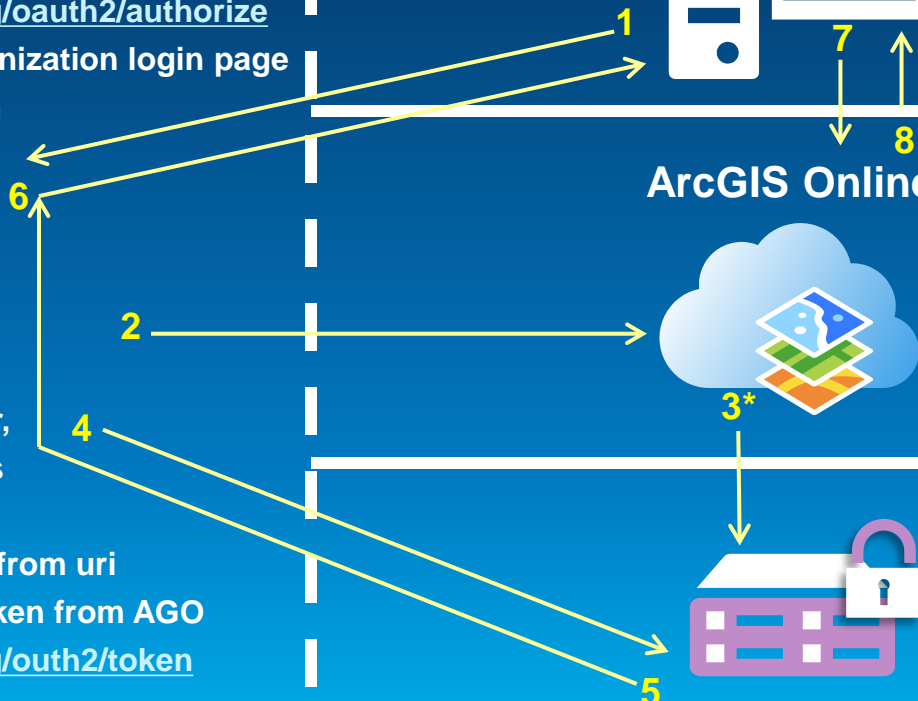 g/oauth2/authorize
nization login page
1
7
8
6
ArcGIS Online
2
3*
r,
4
s
from uri
ken from AGO
g/outh2/token
5